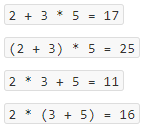 2 + 3 * 5 = 17
(2 + 3) * 5 = 25
2 * 3 + 5 = 11
2 * (3 + 5) = 16